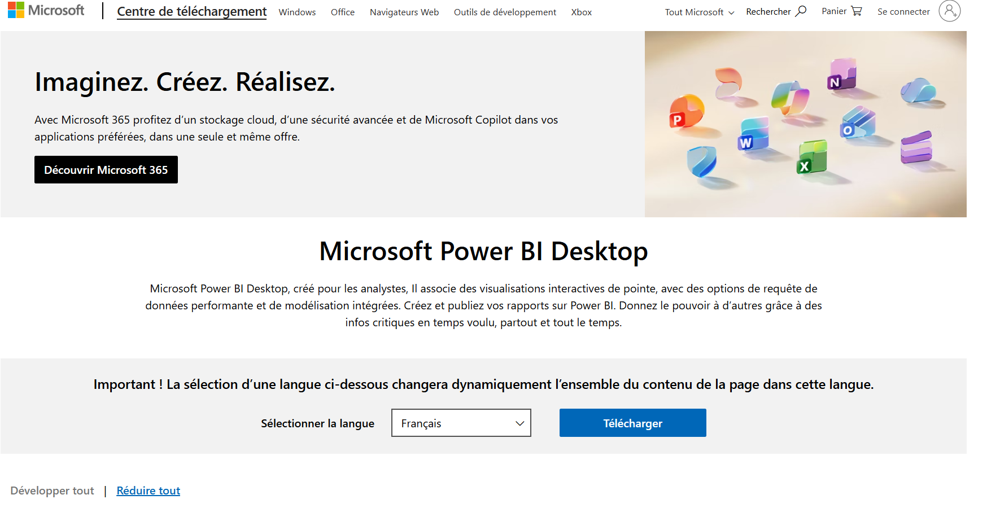 Microsoft
Centre de téléchargement
Windows
Office
Navigateurs Web
Outils de développement
Xbox
Tout Microsoft
Rechercher
Panier
Se connecter
Imaginez. Créez. Réalisez.
Avec Microsoft 365 profitez d’un stockage cloud, d’une sécurité avancée et de Microsoft Copilot dans vos
applications préférées, dans une seule et même offre.
Découvrir Microsoft 365
N
P
W
O
X
Microsoft Power BI Desktop
Microsoft Power BI Desktop, créé pour les analystes, Il associe des visualisations interactives de pointe, avec des options de requête de
données performante et de modélisation intégrées. Créez et publiez vos rapports sur Power BI. Donnez le pouvoir à d’autres grâce à des
infos critiques en temps voulu, partout et tout le temps.
Important ! La sélection d’une langue ci-dessous changera dynamiquement l’ensemble du contenu de la page dans cette langue.
Sélectionner la langue
Français
Télécharger
Développer tout | Réduire tout